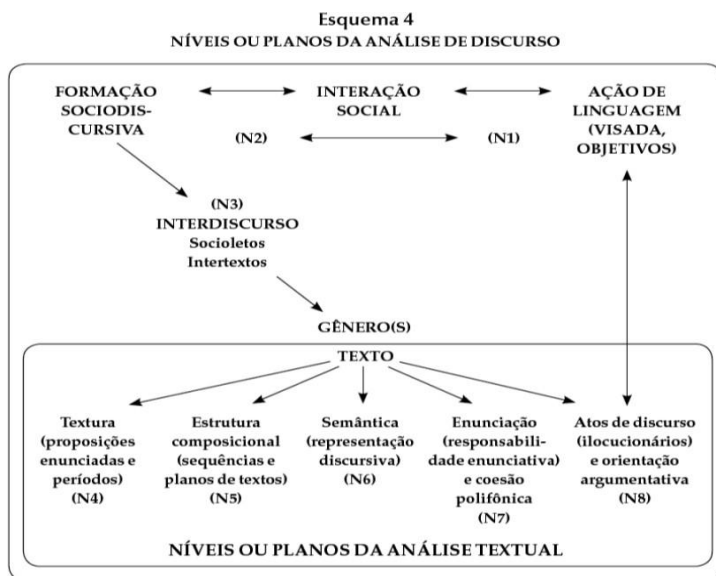 Esquema 4
NÍVEIS OU PLANOS DA ANÁLISE DE DISCURSO
FORMAÇÃO
SOCIODIS-
CURSIVA
INTERAÇÃO
SOCIAL
AÇÃO DE
LINGUAGEM
(VISADA,
OBJETIVOS)
(N2)
(N1)
(N3)
INTERDISCURSO
Socioletos
Intertextos
GÊNERO(S)
TEXTO
Textura
(proposições
enunciadas e
períodos)
(N4)
Estrutura
composicional
(sequências e
planos de textos)
(N5)
Semântica
(representação
discursiva)
(N6)
Enunciação
(responsabili-
dade enunciativa)
e coesão
polifônica
(N7)
Atos de discurso
(ilocucionários)
e orientação
argumentativa
(N8)
NÍVEIS OU PLANOS DA ANÁLISE TEXTUAL